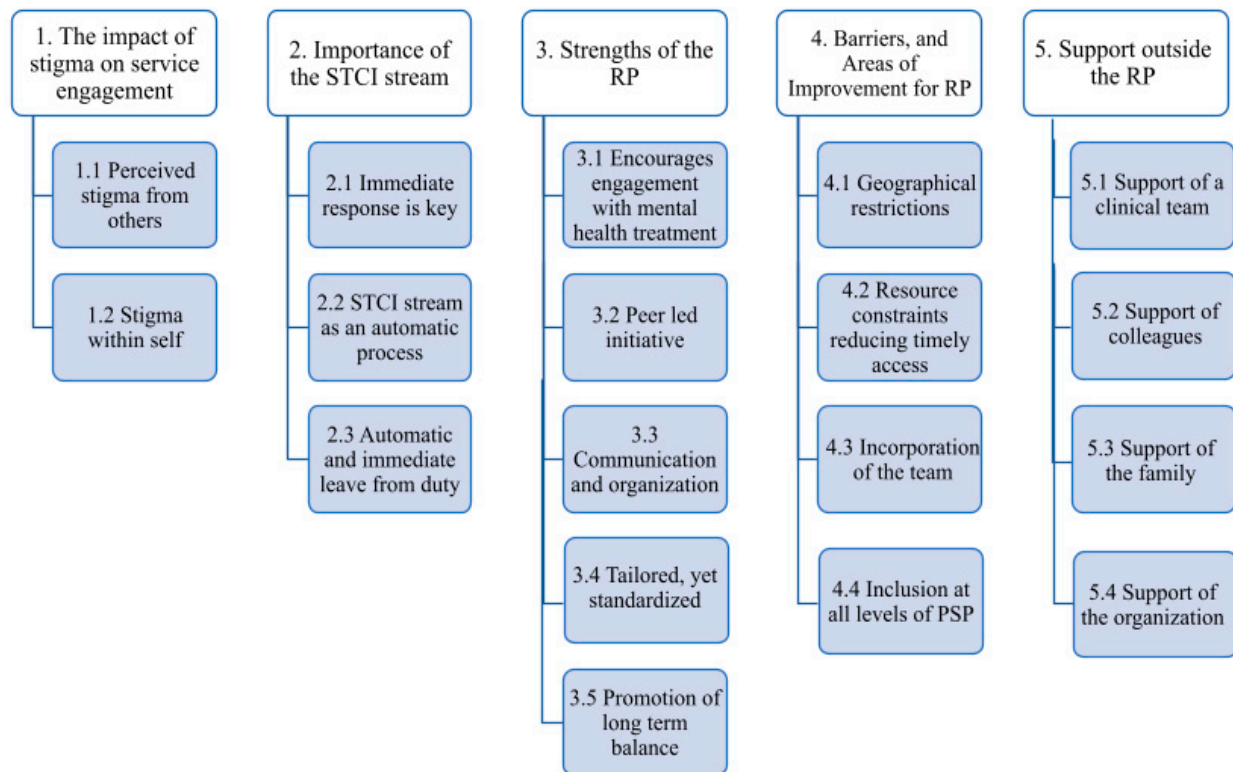 1. The impact of
stigma on service
engagement
1.1 Perceived
stigma from
others
1.2 Stigma
within self
2. Importance of
the STCI stream
2.1 Immediate
response is key
2.2 STCI stream
as an automatic
process
2.3 Automatic
and immediate
leave from duty
3. Strengths of the
RP
3.1 Encourages
engagement
with mental
health treatment
3.2 Peer led
initiative
3.3
Communication
and organization
3.4 Tailored, yet
standardized
3.5 Promotion of
long term
balance
4. Barriers, and
Areas of
Improvement for RP
4.1 Geographical
restrictions
4.2 Resource
constraints
reducing timely
access
4.3 Incorporation
of the team
4.4 Inclusion at
all levels of PSP
5. Support outside
the RP
5.1 Support of a
clinical team
5.2 Support of
colleagues
5.3 Support of
the family
5.4 Support of
the organization